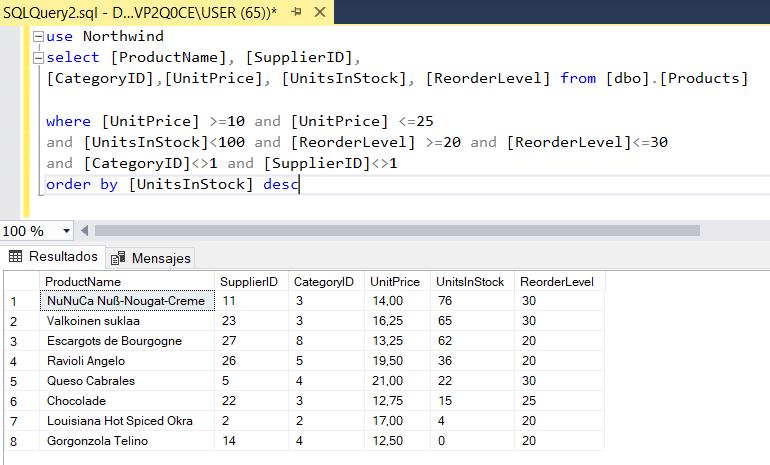 SQLQuery2.sql - D...VP2Q0CE\USER (65))*
use Northwind
select [ProductName], [SupplierID],
[CategoryID],[UnitPrice], [UnitsInStock], [ReorderLevel] from [dbo].[Products]
where [UnitPrice] >=10 and [UnitPrice] <=25
and [UnitsInStock]<100 and [ReorderLevel] >=20 and [ReorderLevel]<=30
and [CategoryID]<>1 and [SupplierID]<>1
order by [UnitsInStock] desc
100 %
Resultados Mensajes
ProductName SupplierID CategoryID UnitPrice UnitsInStock ReorderLevel
1 NuNuCa Nuß-Nougat-Creme 11 3 14,00 76 30
2 Valkoinen suklaa 23 3 16,25 65 30
3 Escargots de Bourgogne 27 8 13,25 62 20
4 Ravioli Angelo 26 5 19,50 36 20
5 Queso Cabrales 5 4 21,00 22 30
6 Chocolade 22 3 12,75 15 25
7 Louisiana Hot Spiced Okra 2 2 17,00 4 20
8 Gorgonzola Telino 14 4 12,50 0 20